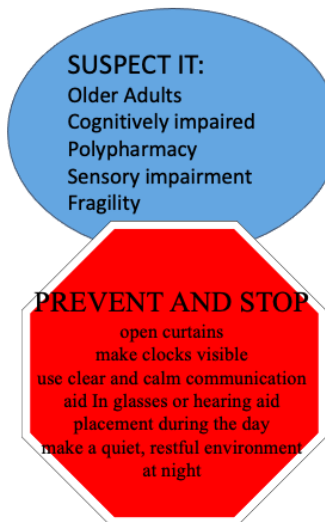 SUSPECT IT:
Older Adults
Cognitively impaired
Polypharmacy
Sensory impairment
Fragility
PREVENT AND STOP
open curtains
make clocks visible
use clear and calm communication
aid In glasses or hearing aid
placement during the day
make a quiet, restful environment
at night